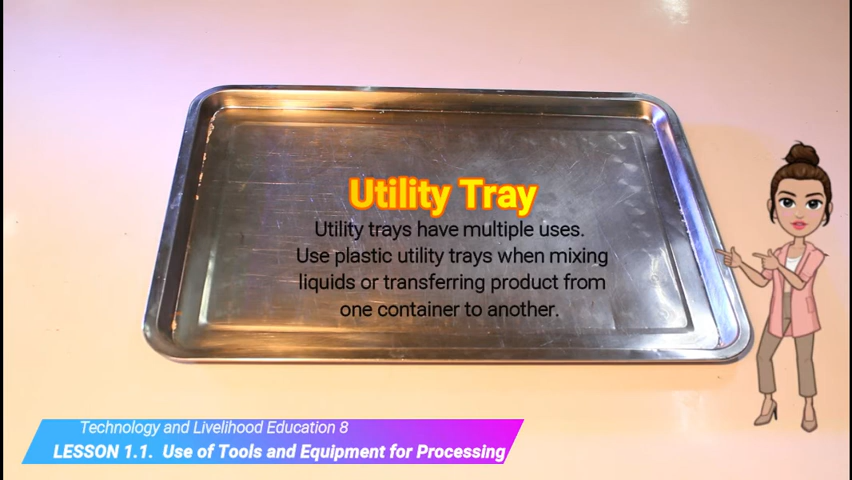 Utility Tray
Utility trays have multiple uses.
Use plastic utility trays when mixing
liquids or transferring product from
one container to another.
Technology and Livelihood Education 8
LESSON 1.1. Use of Tools and Equipment for Processing